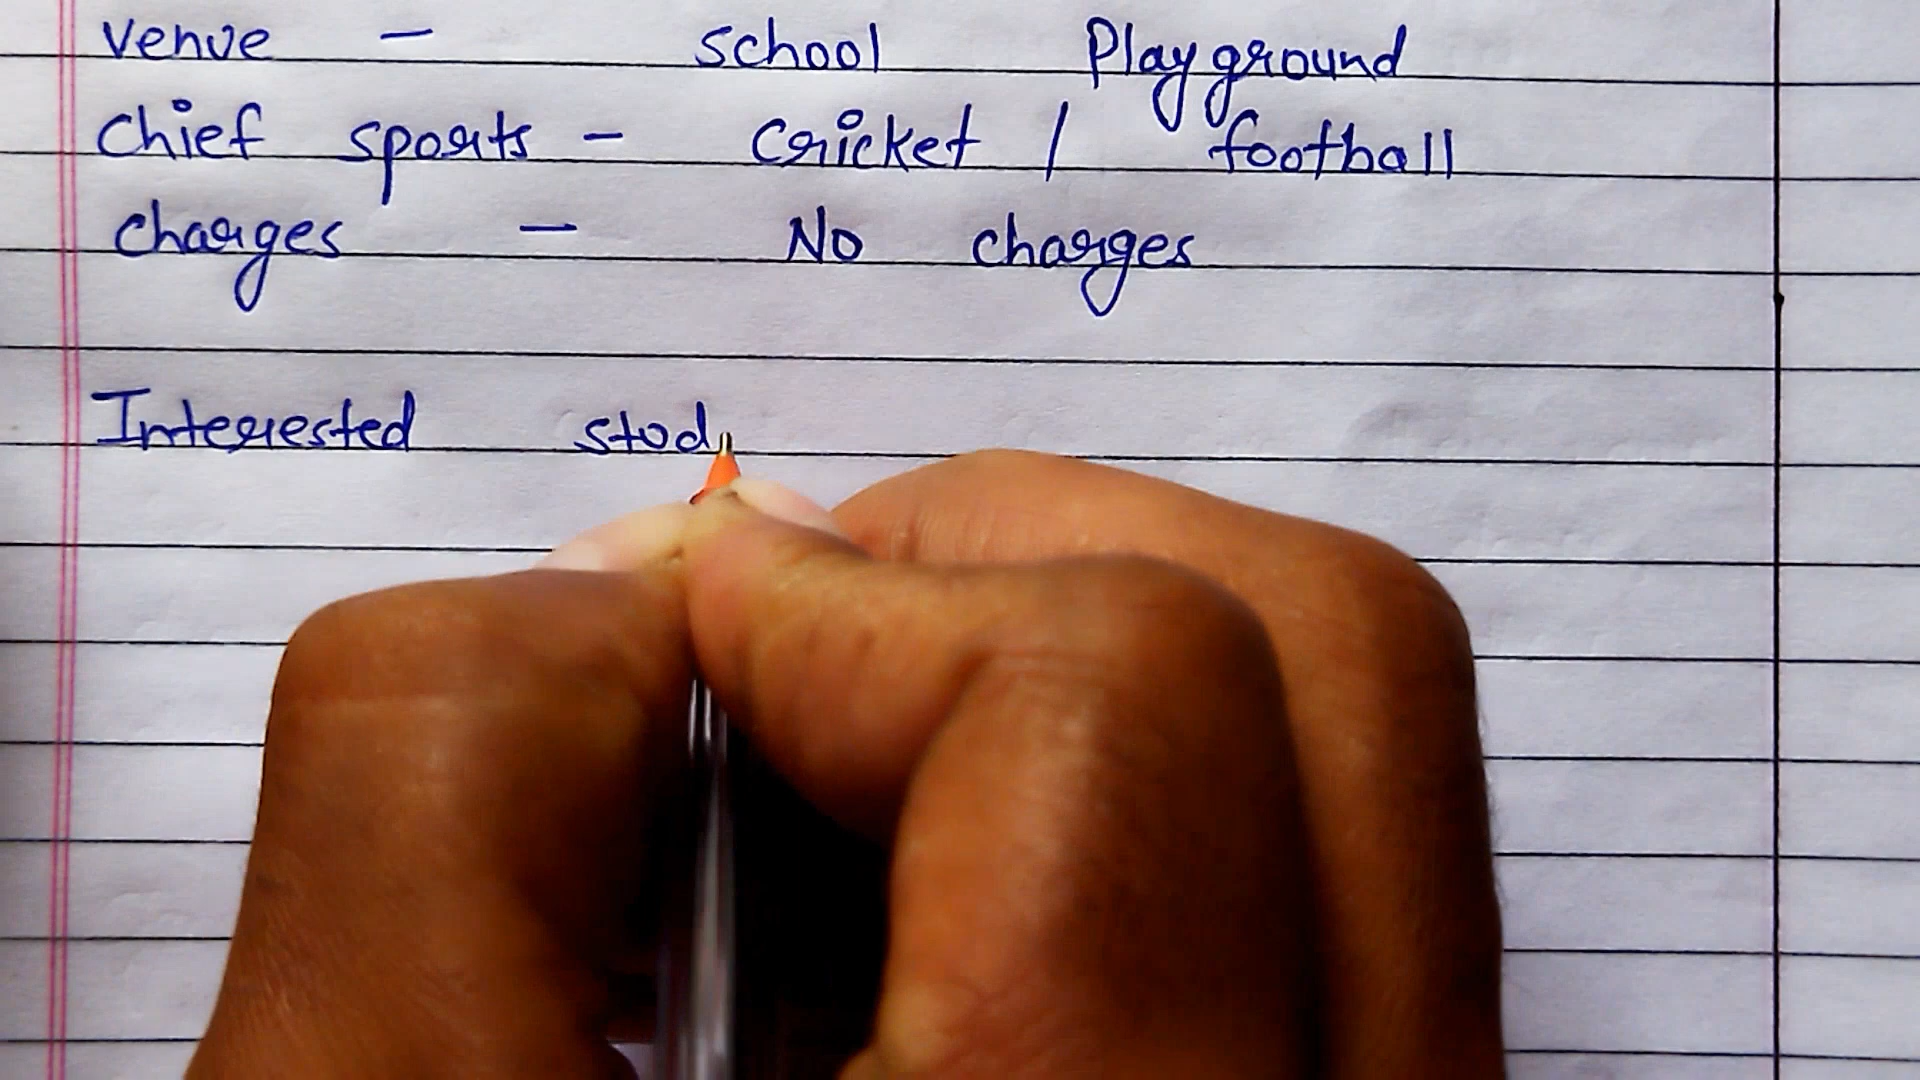 Venue - school Playground
Chief sports - Cricket / football
Charges - No charges
Interested stud